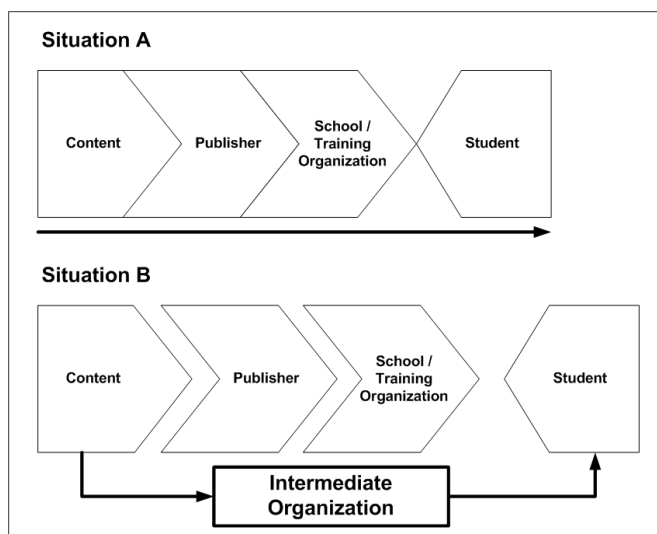 Situation A
Content
Publisher
School /
Training
Organization
Student
Situation B
Content
Publisher
School /
Training
Organization
Student
Intermediate
Organization